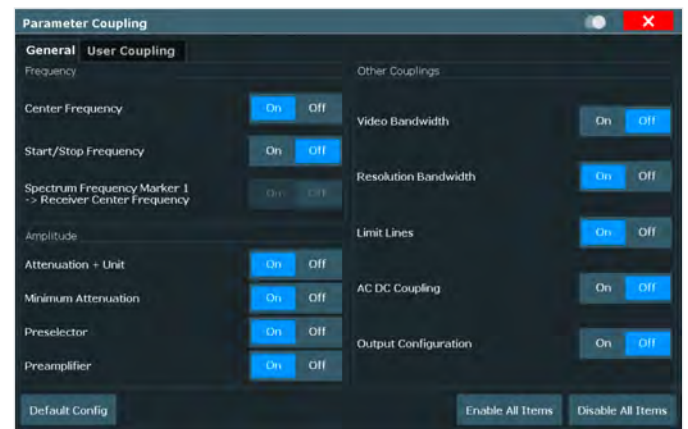 Parameter Coupling
General User Coupling
Frequency
Center Frequency On Off
Start/Stop Frequency On Off
Spectrum Frequency Marker 1
-> Receiver Center Frequency On Off
Amplitude
Attenuation + Unit On Off
Minimum Attenuation On Off
Preselector On Off
Preamplifier On Off
Other Couplings
Video Bandwidth On Off
Resolution Bandwidth On Off
Limit Lines On Off
AC DC Coupling On Off
Output Configuration On Off
Default Config
Enable All Items
Disable All Items